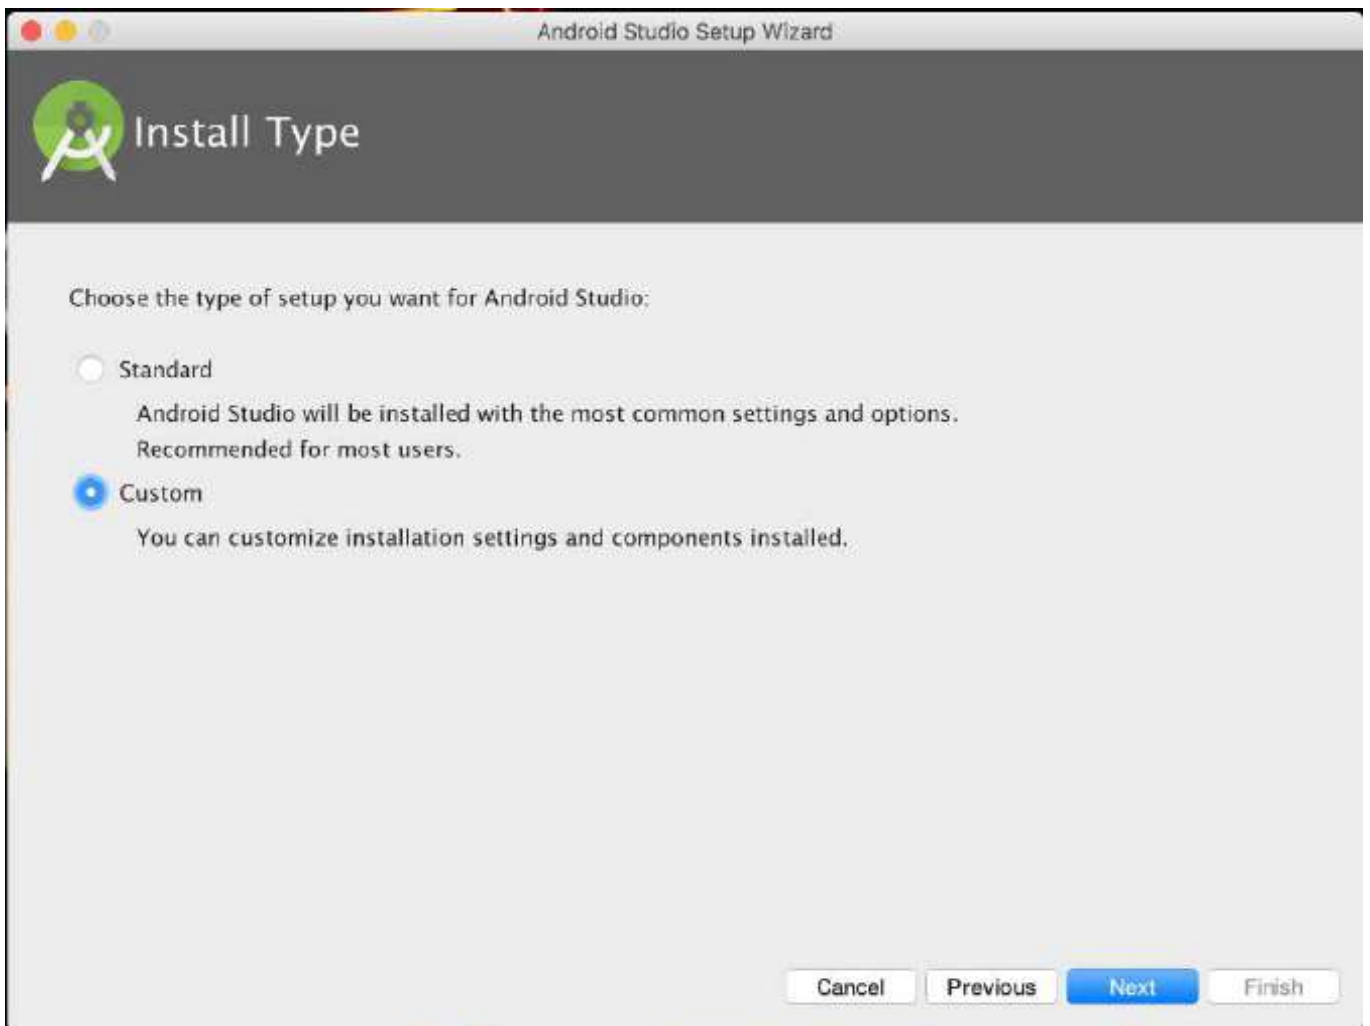 Android Studio Setup Wizard
Install Type
Choose the type of setup you want for Android Studio:
Standard
Android Studio will be installed with the most common settings and options.
Recommended for most users.
Custom
You can customize installation settings and components installed.
Cancel Previous Next Finish